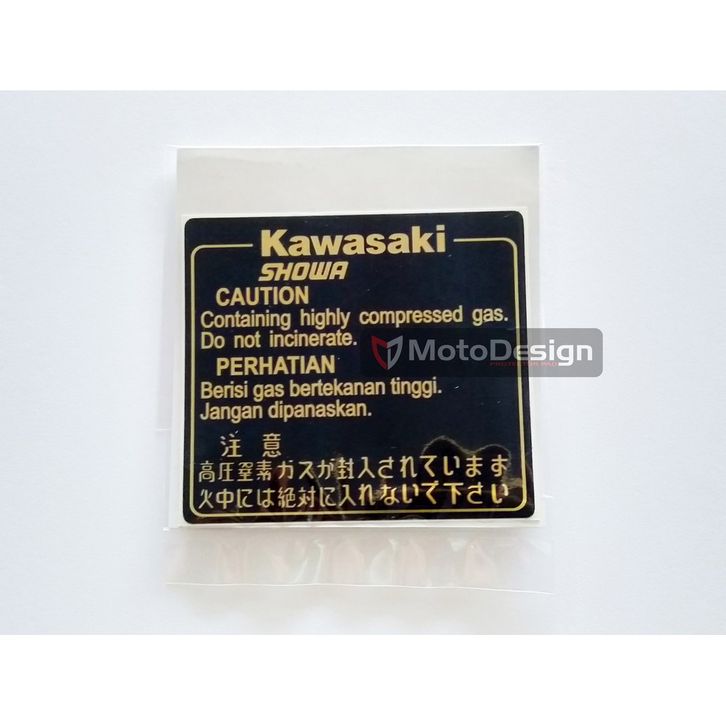 Kawasaki
SHOWA
CAUTION
Containing highly compressed gas.
Do not incinerate.
MotoDesign
PROTECTOR PAD
PERHATIAN
Berisi gas bertekanan tinggi.
Jangan dipanaskan.
注意
高圧窒素ガスが封入されています
火中には絶対に入れないで下さい